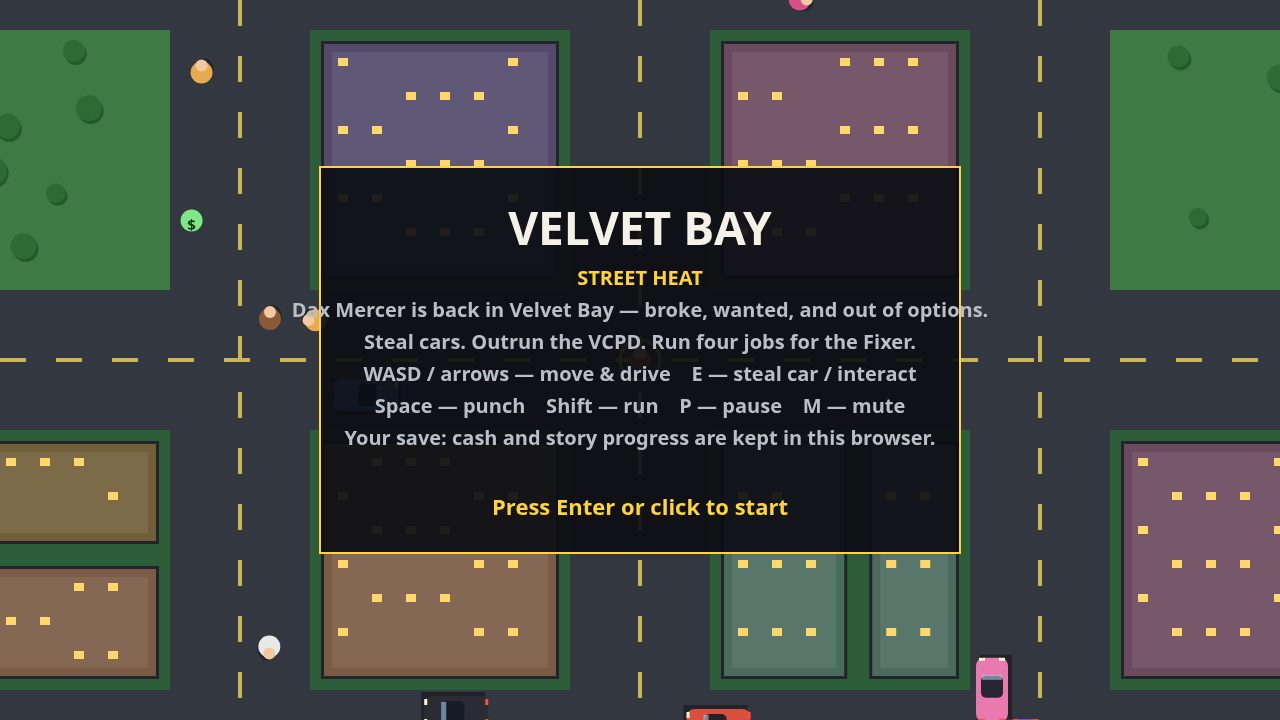 $
VELVET BAY
STREET HEAT
Dax Mercer is back in Velvet Bay — broke, wanted, and out of options.
Steal cars. Outrun the VCPD. Run four jobs for the Fixer.
WASD / arrows — move & drive    E — steal car / interact
Space — punch    Shift — run    P — pause    M — mute
Your save: cash and story progress are kept in this browser.
Press Enter or click to start